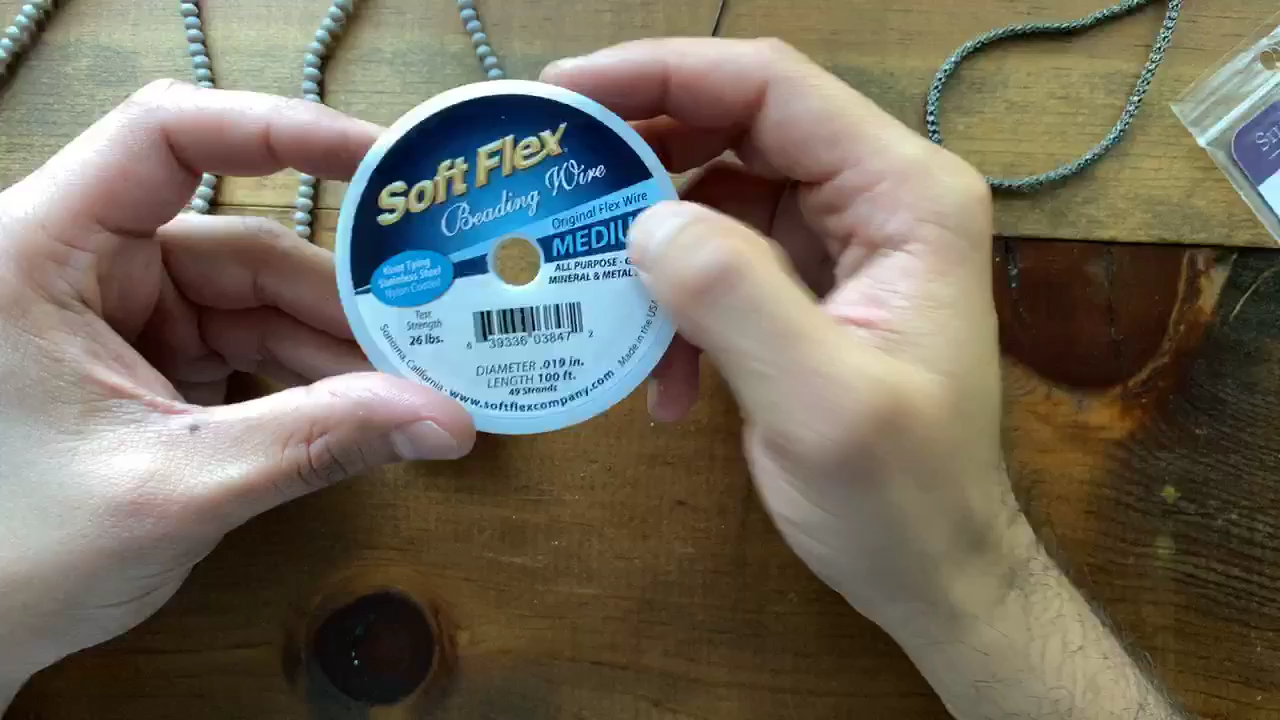 Soft Flex
Beading Wire
Original Flex Wire
MEDIU
ALL PURPOSE - G
MINERAL & METAL
Knot Tying
Stainless Steel
Nylon Coated
Test
Strength
26 lbs.
6 39336 03847 2
DIAMETER .019 in.
LENGTH 100 ft.
49 Strands
Sonoma, California • www.softflexcompany.com Made in the USA